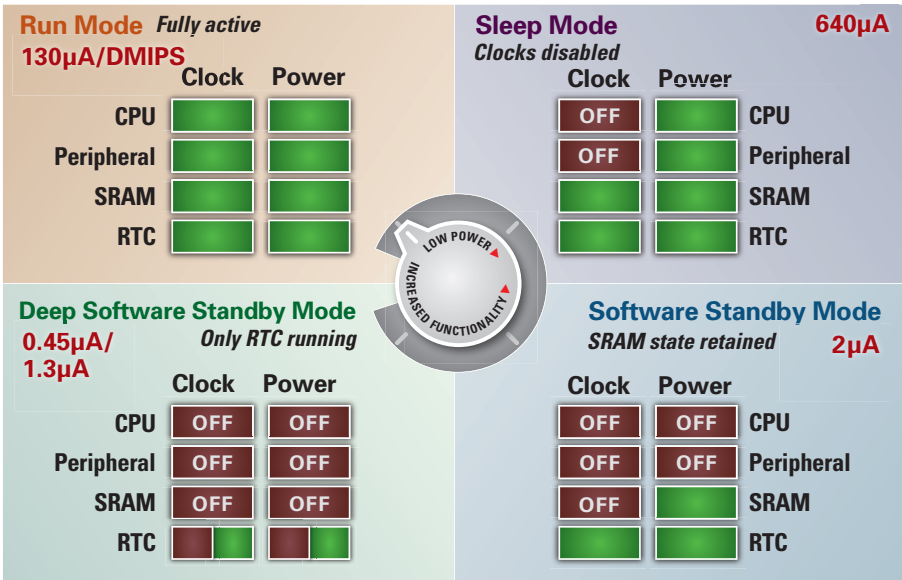 Run Mode Fully active
130µA/DMIPS
Clock Power
CPU
Peripheral
SRAM
RTC
Sleep Mode 640µA
Clocks disabled
Clock Power
OFF CPU
OFF Peripheral
SRAM
RTC
LOW POWER
INCREASED FUNCTIONALITY
Deep Software Standby Mode
0.45µA/ Only RTC running
1.3µA
Clock Power
CPU OFF OFF
Peripheral OFF OFF
SRAM OFF OFF
RTC
Software Standby Mode
SRAM state retained 2µA
Clock Power
OFF OFF CPU
OFF OFF Peripheral
OFF SRAM
RTC